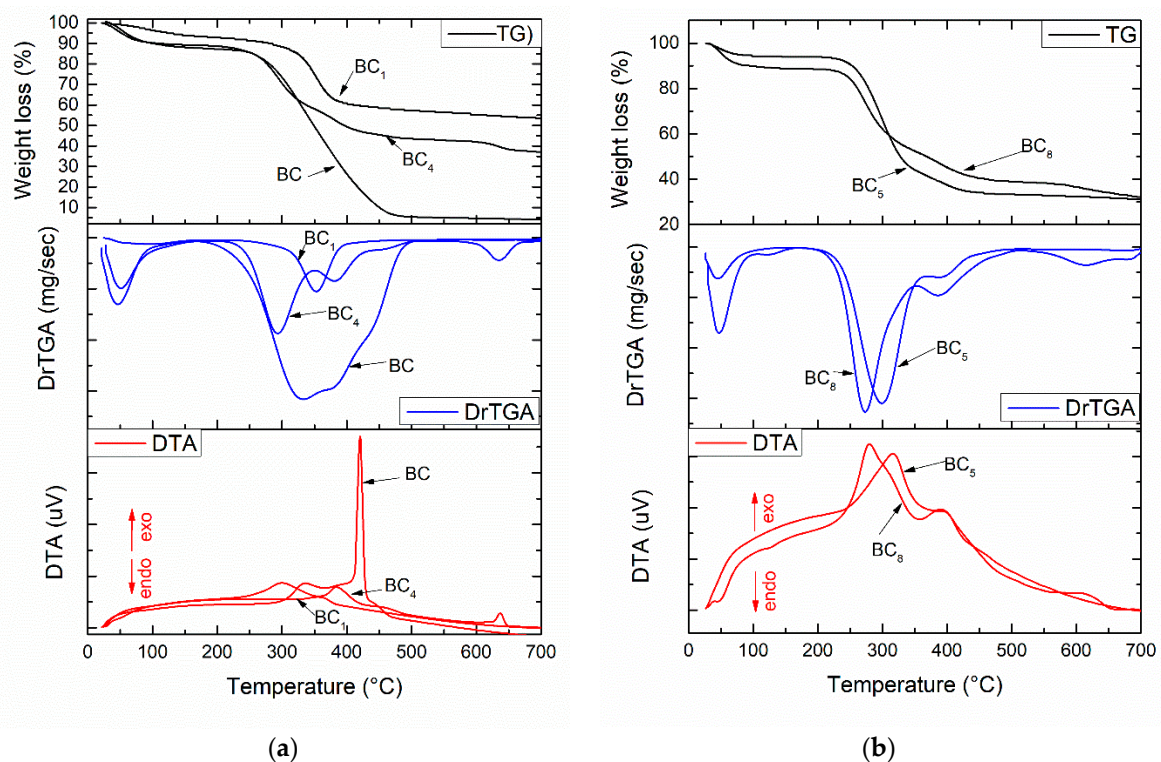 TG)
Weight loss (%)
100
90
80
70
60
50
40
30
20
10
BC1
BC4
BC
DrTGA (mg/sec)
BC1
BC4
BC
DrTGA
DTA
DTA (uV)
exo
endo
BC
BC4
BC1
0 100 200 300 400 500 600 700
Temperature (°C)
(a)
TG
Weight loss (%)
100
80
60
40
20
BC8
BC5
DrTGA (mg/sec)
BC5
BC8
DrTGA
DTA
DTA (uV)
exo
endo
BC5
BC8
0 100 200 300 400 500 600 700
Temperature (°C)
(b)